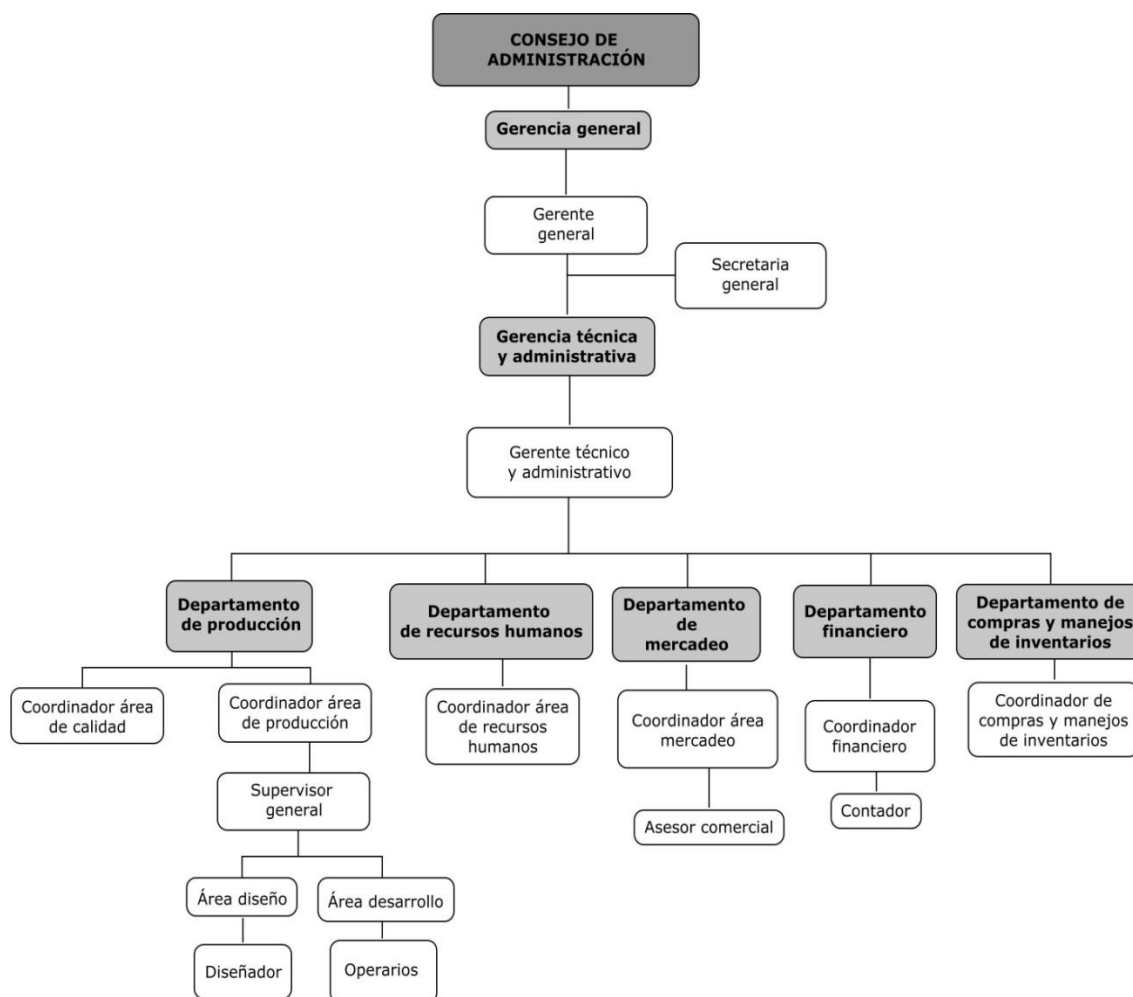 CONSEJO DE
ADMINISTRACIÓN
Gerencia general
Gerente
general
Secretaria
general
Gerencia técnica
y administrativa
Gerente técnico
y administrativo
Departamento
de producción
Departamento
de recursos humanos
Departamento
de
mercadeo
Departamento
financiero
Departamento de
compras y manejos
de inventarios
Coordinador área
de calidad
Coordinador área
de producción
Coordinador área
de recursos
humanos
Coordinador área
mercadeo
Coordinador
financiero
Coordinador de
compras y manejos
de inventarios
Supervisor
general
Asesor comercial
Contador
Área diseño
Área desarrollo
Diseñador
Operarios